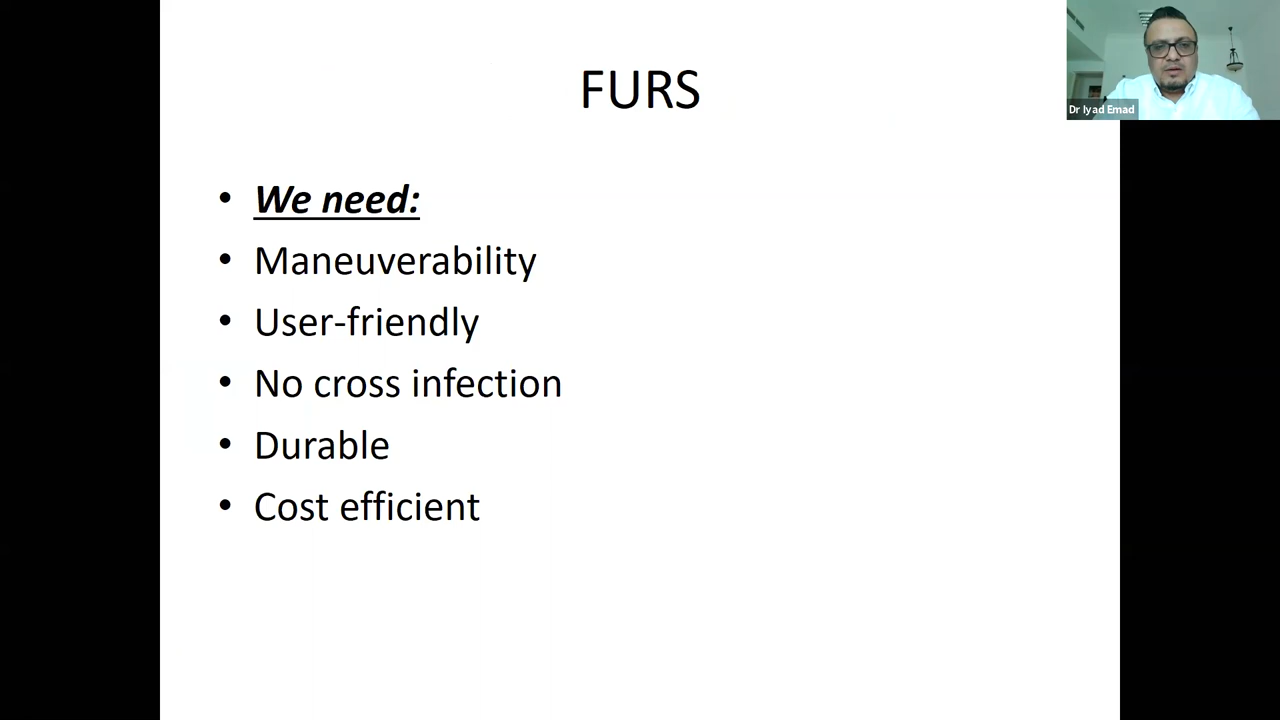 FURS
Dr Iyad Emad
• We need:
• Maneuverability
• User-friendly
• No cross infection
• Durable
• Cost efficient